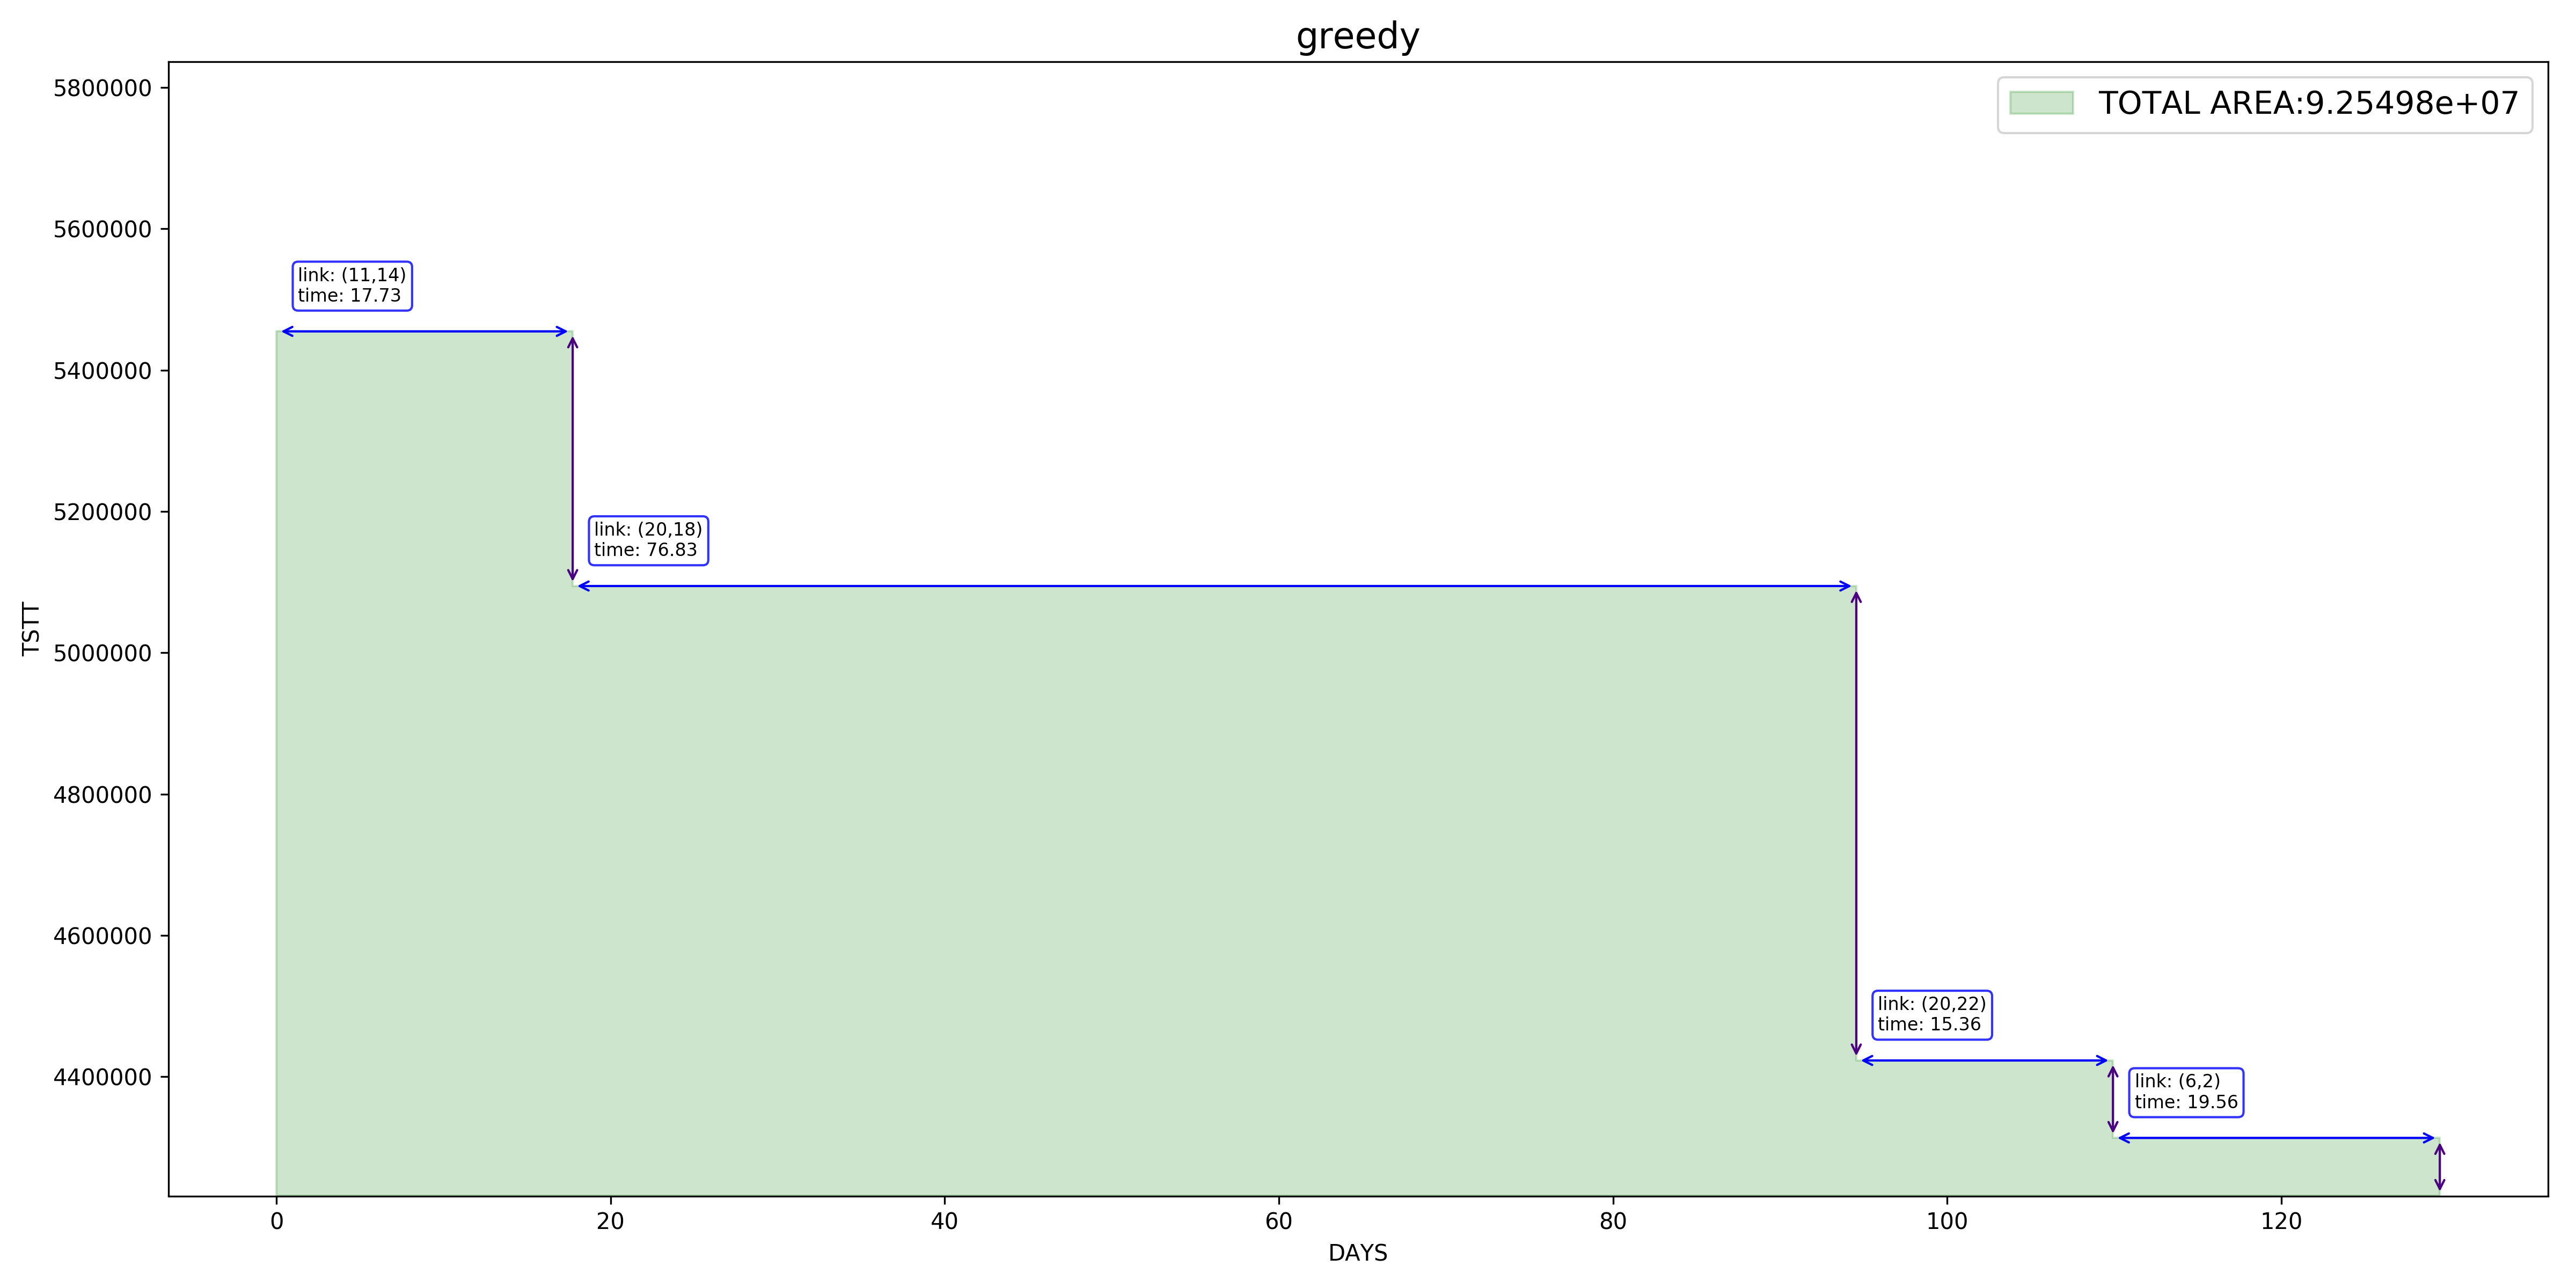 greedy
TOTAL AREA:9.25498e+07
TSTT
5800000
5600000
5400000
5200000
5000000
4800000
4600000
4400000
link: (11,14)
time: 17.73
link: (20,18)
time: 76.83
link: (20,22)
time: 15.36
link: (6,2)
time: 19.56
0 20 40 60 80 100 120
DAYS